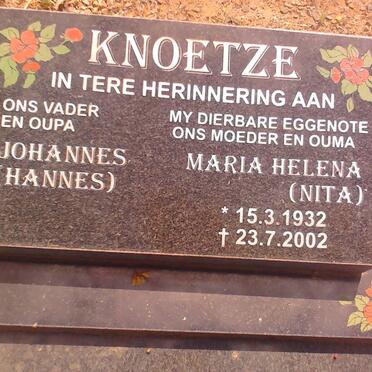 KNOETZE
IN TERE HERINNERING AAN
ONS VADER
EN OUPA
JOHANNES
(HANNES)
MY DIERBARE EGGENOTE
ONS MOEDER EN OUMA
MARIA HELENA
(NITA)
* 15.3.1932
† 23.7.2002